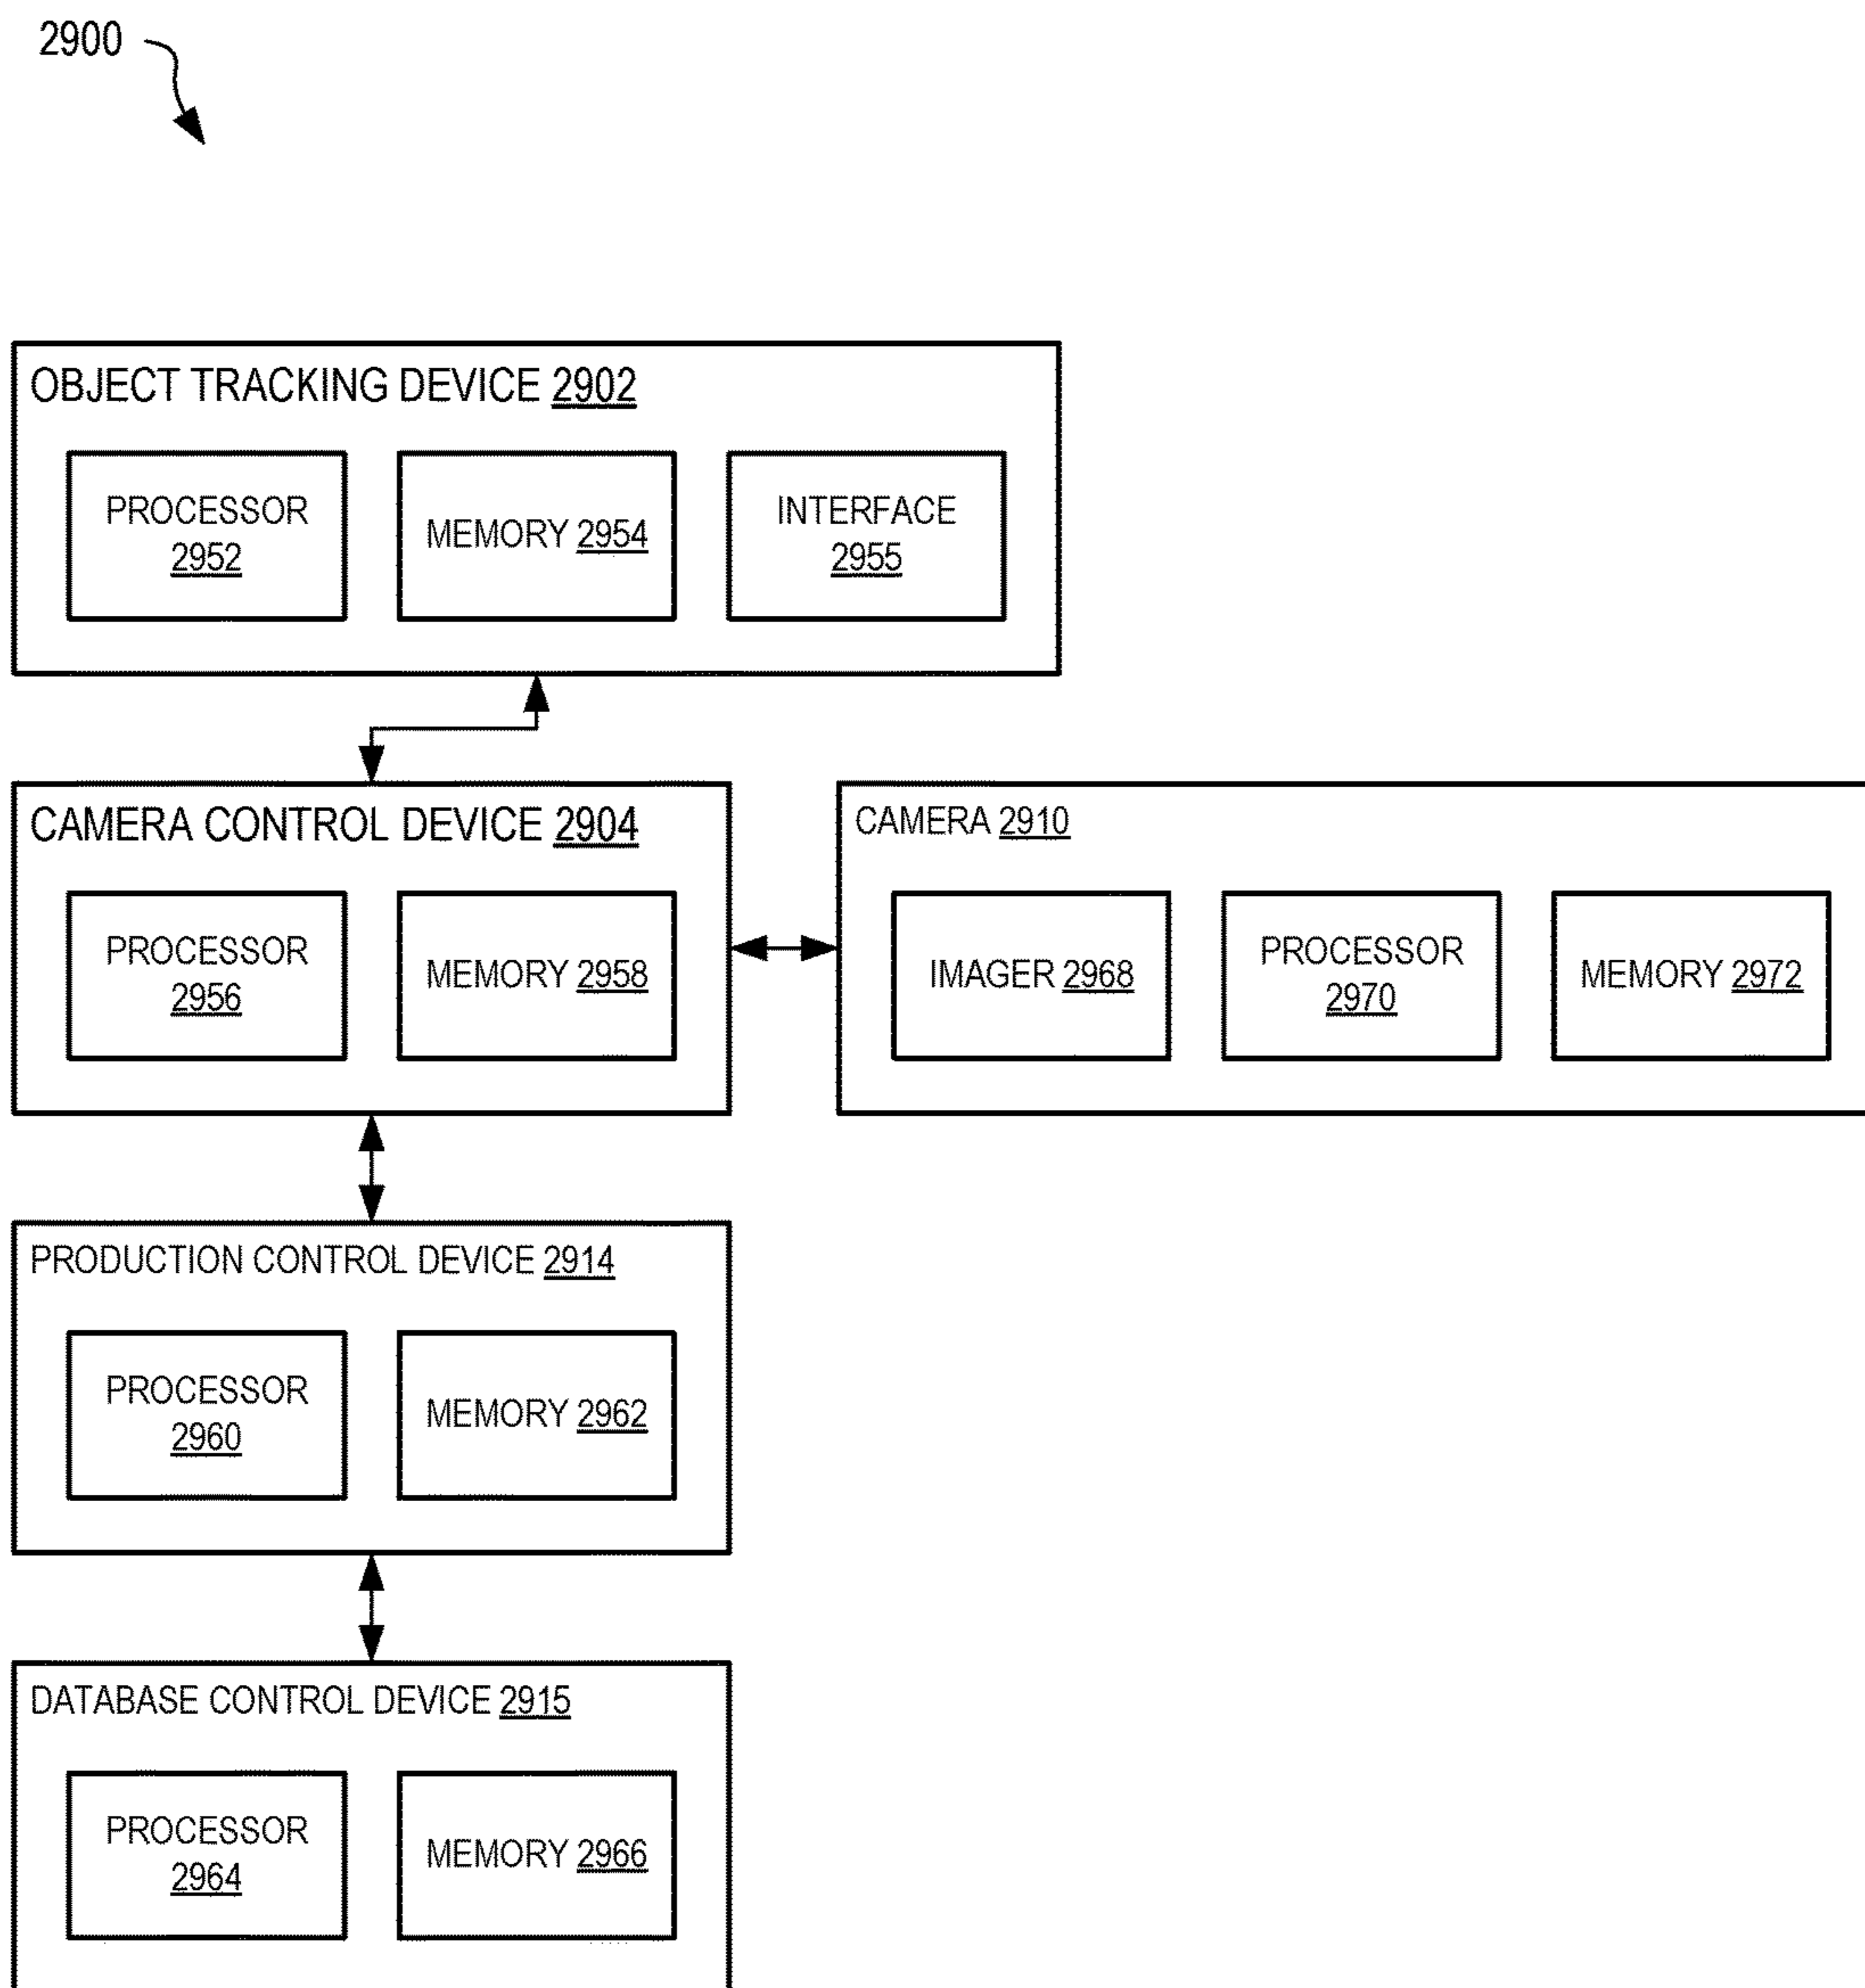 2900
OBJECT TRACKING DEVICE 2902
PROCESSOR
2952
MEMORY 2954
INTERFACE
2955
CAMERA CONTROL DEVICE 2904
PROCESSOR
2956
MEMORY 2958
CAMERA 2910
IMAGER 2968
PROCESSOR
2970
MEMORY 2972
PRODUCTION CONTROL DEVICE 2914
PROCESSOR
2960
MEMORY 2962
DATABASE CONTROL DEVICE 2915
PROCESSOR
2964
MEMORY 2966